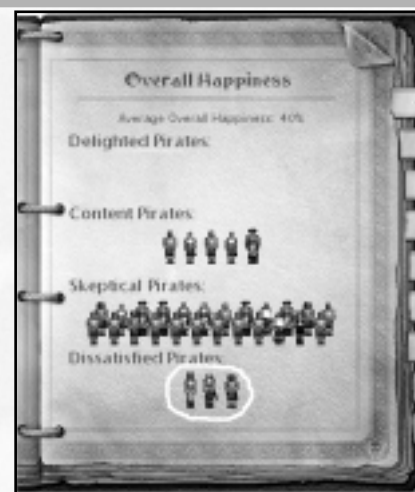 Overall Happiness
Average Overall Happiness: 40%
Delighted Pirates:
Content Pirates:
Skeptical Pirates:
Dissatisfied Pirates: